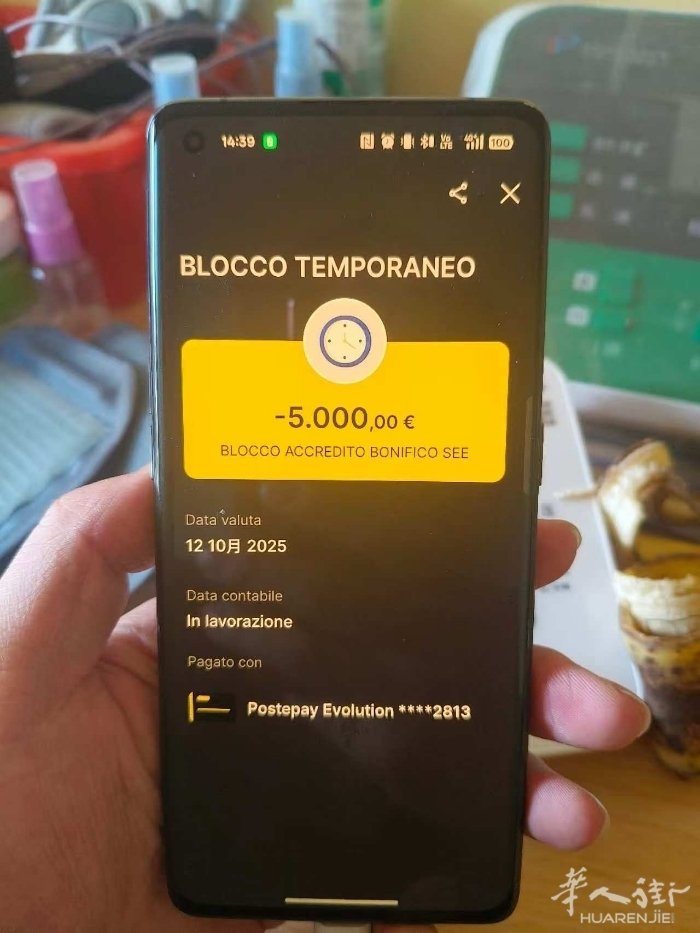 14:39
100
BLOCCO TEMPORANEO
-5.000,00 €
BLOCCO ACCREDITO BONIFICO SEE
Data valuta
12 10月 2025
Data contabile
In lavorazione
Pagato con
Postepay Evolution ****2813
華人街
HUARENJIE